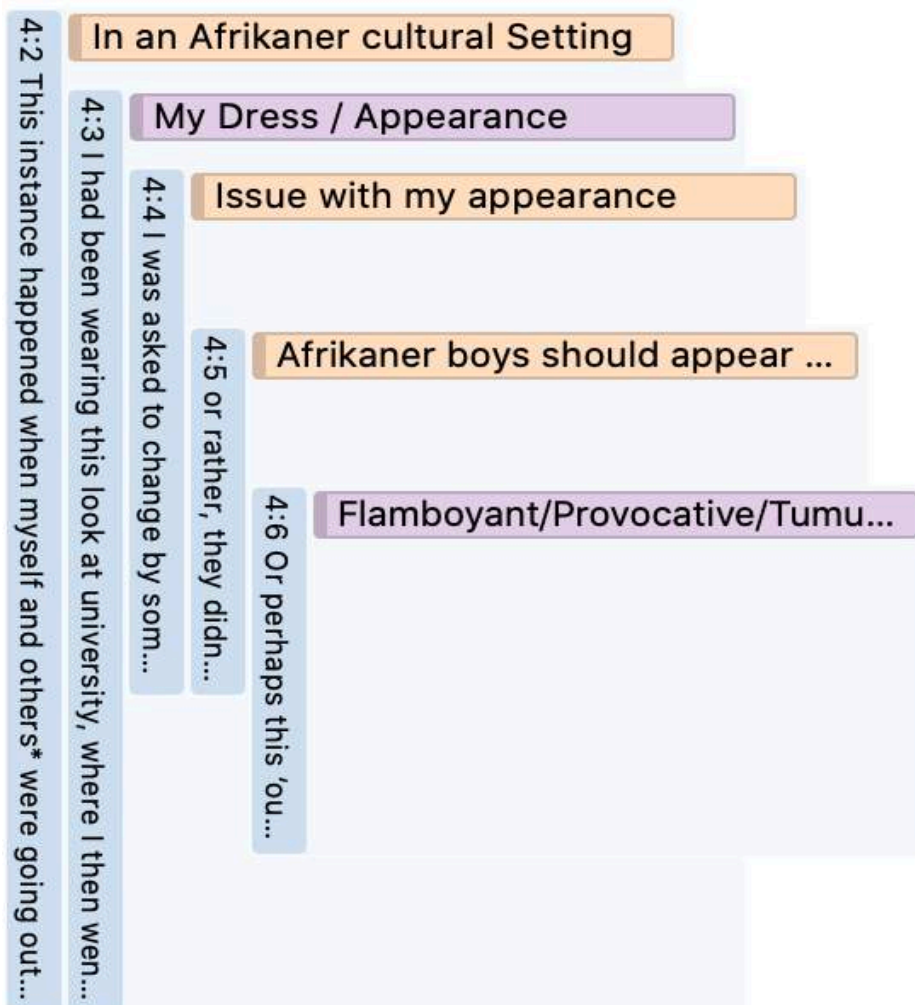 4:2 This instance happened when myself and others* were going out...
In an Afrikaner cultural Setting
4:3 I had been wearing this look at university, where I then wen...
My Dress / Appearance
4:4 I was asked to change by som...
Issue with my appearance
4:5 or rather, they didn...
Afrikaner boys should appear ...
4:6 Or perhaps this ‘ou...
Flamboyant/Provocative/Tumu...